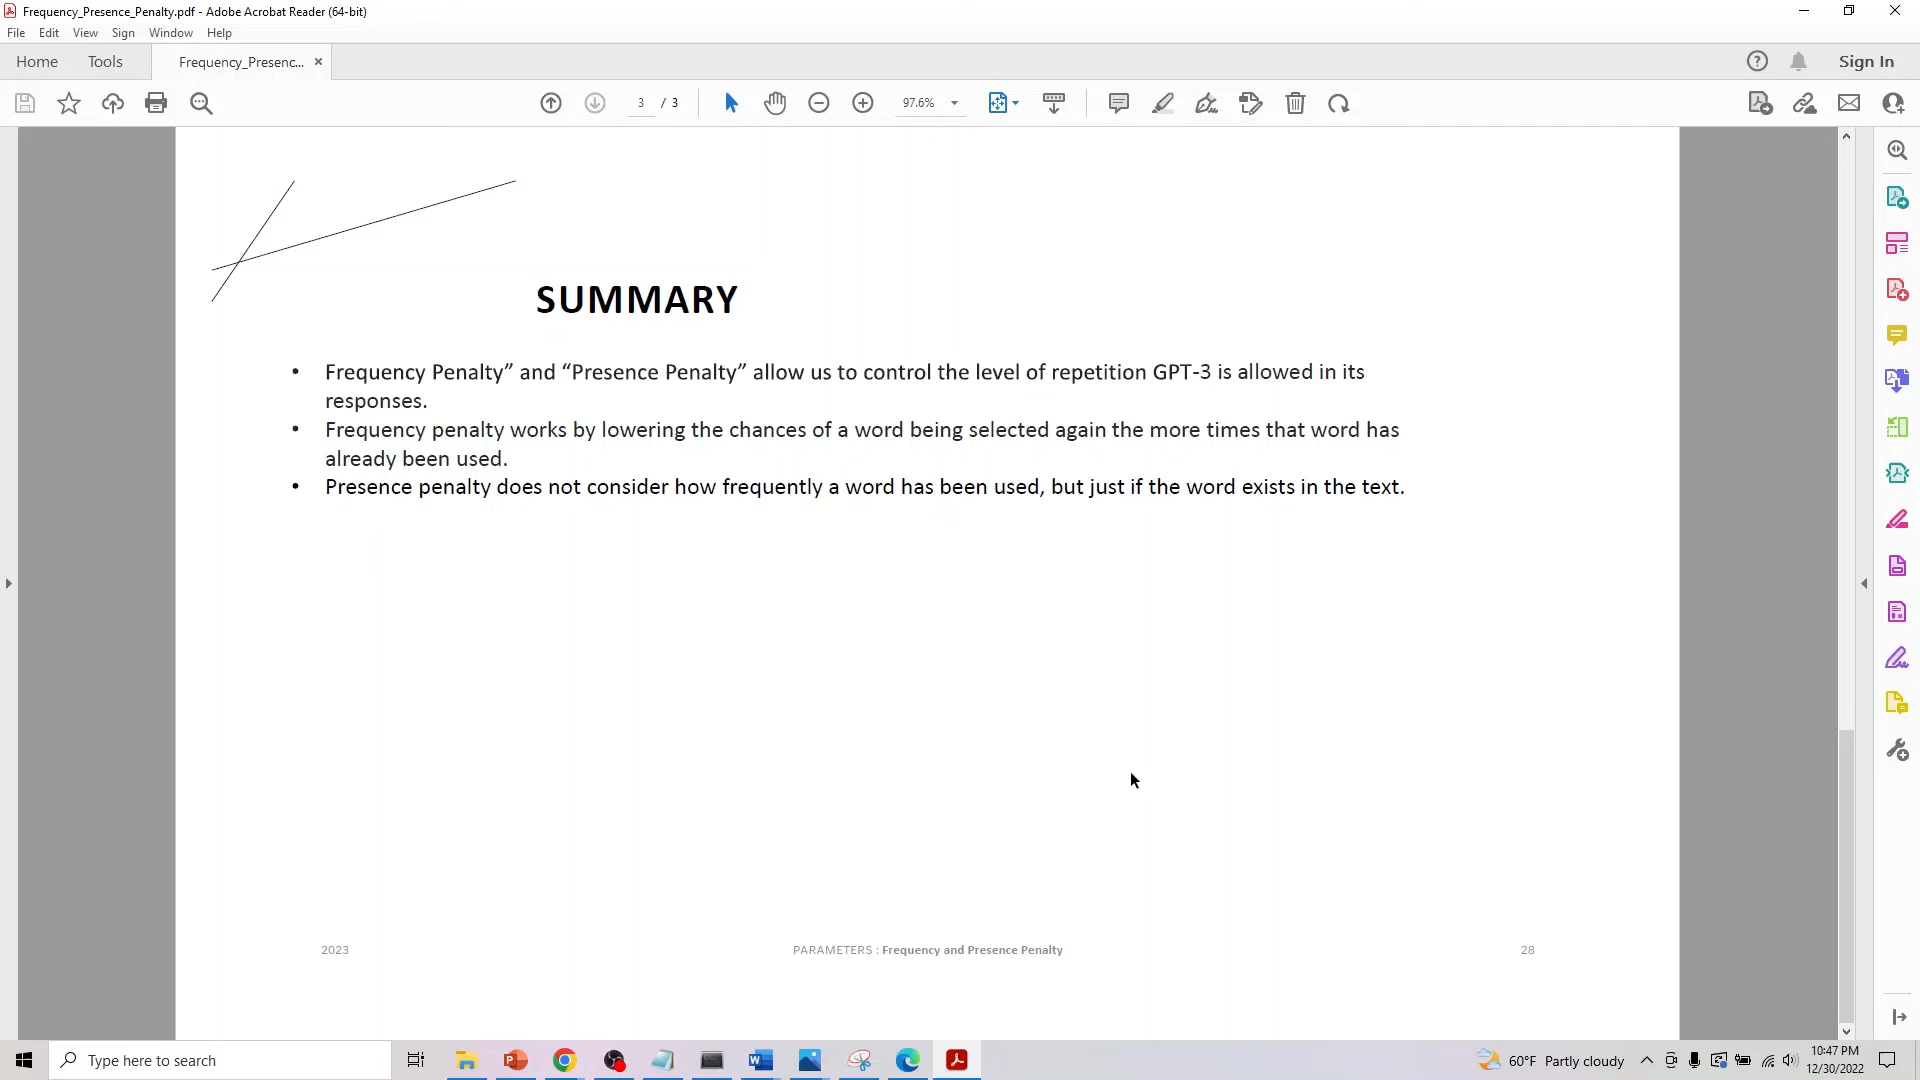 Frequency_Presence_Penalty.pdf - Adobe Acrobat Reader (64-bit)
File Edit View Sign Window Help
Home Tools Frequency_Presenc... × Sign In
3 / 3 97.6%
SUMMARY
• Frequency Penalty” and “Presence Penalty” allow us to control the level of repetition GPT-3 is allowed in its
responses.
• Frequency penalty works by lowering the chances of a word being selected again the more times that word has
already been used.
• Presence penalty does not consider how frequently a word has been used, but just if the word exists in the text.
2023 PARAMETERS : Frequency and Presence Penalty 28
Type here to search 60°F Partly cloudy 10:47 PM
12/30/2022